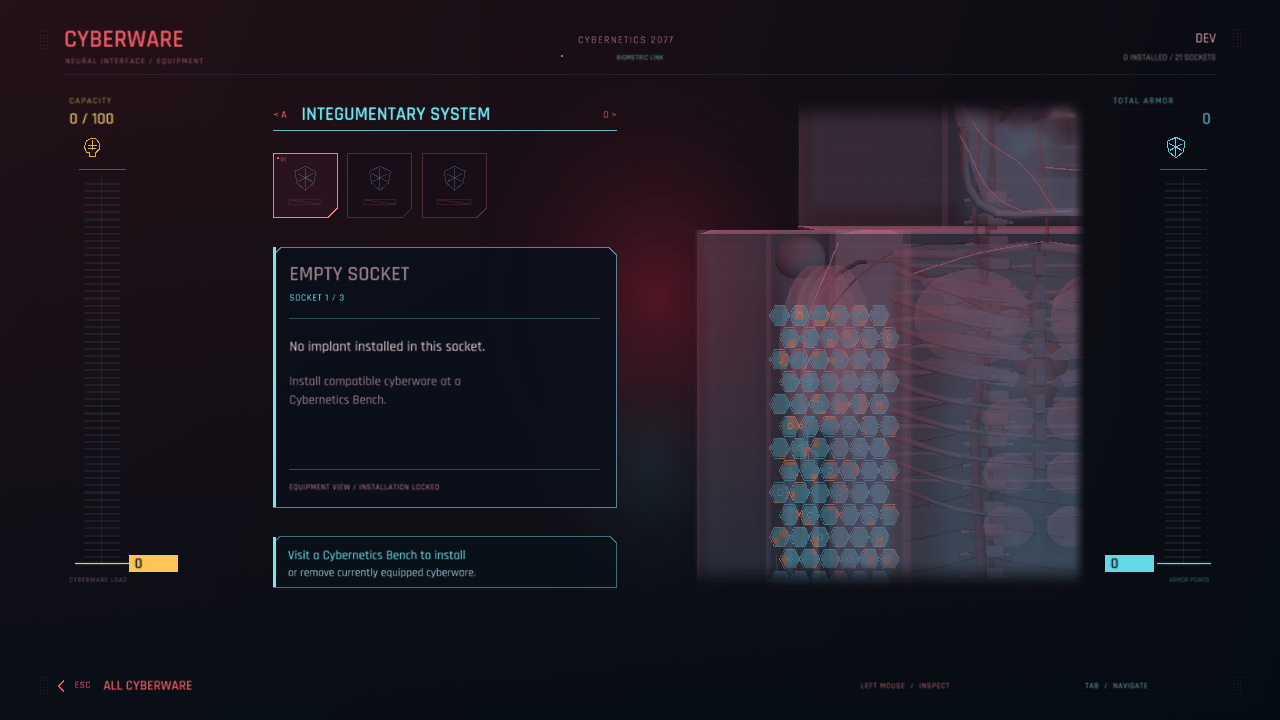 CYBERWARE
NEURAL INTERFACE / EQUIPMENT
CYBERNETICS 2077
BIOMETRIC LINK
DEV
0 INSTALLED / 21 SOCKETS
CAPACITY
0 / 100
< A INTEGUMENTARY SYSTEM D >
TOTAL ARMOR
0
01
EMPTY SOCKET
SOCKET 1 / 3
No implant installed in this socket.
Install compatible cyberware at a
Cybernetics Bench.
EQUIPMENT VIEW / INSTALLATION LOCKED
Visit a Cybernetics Bench to install
or remove currently equipped cyberware.
0
CYBERWARE LOAD
0
ARMOR POINTS
ESC ALL CYBERWARE
LEFT MOUSE / INSPECT
TAB / NAVIGATE